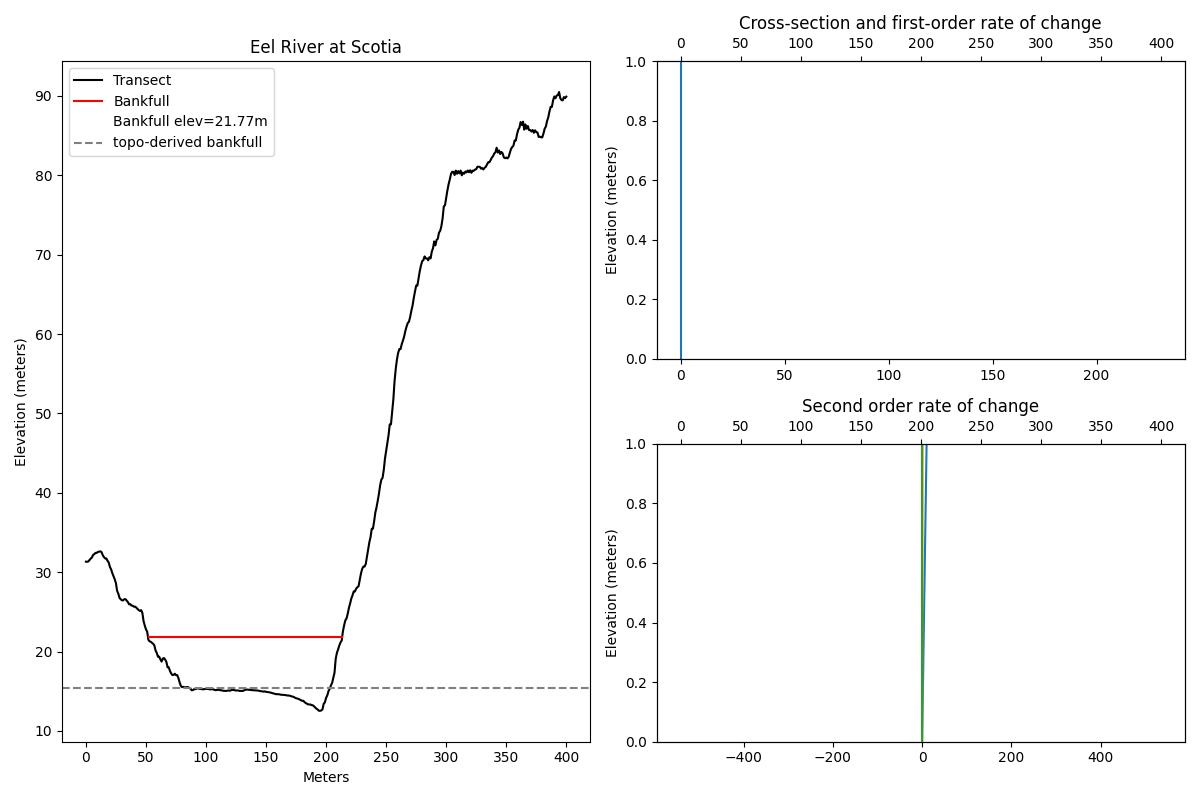 Eel River at Scotia
Transect
Bankfull
Bankfull elev=21.77m
topo-derived bankfull
Elevation (meters)
90
80
70
60
50
40
30
20
10
0 50 100 150 200 250 300 350 400
Meters
Cross-section and first-order rate of change
0 50 100 150 200 250 300 350 400
Elevation (meters)
1.0
0.8
0.6
0.4
0.2
0.0
0 50 100 150 200
Second order rate of change
0 50 100 150 200 250 300 350 400
Elevation (meters)
1.0
0.8
0.6
0.4
0.2
0.0
−400 −200 0 200 400